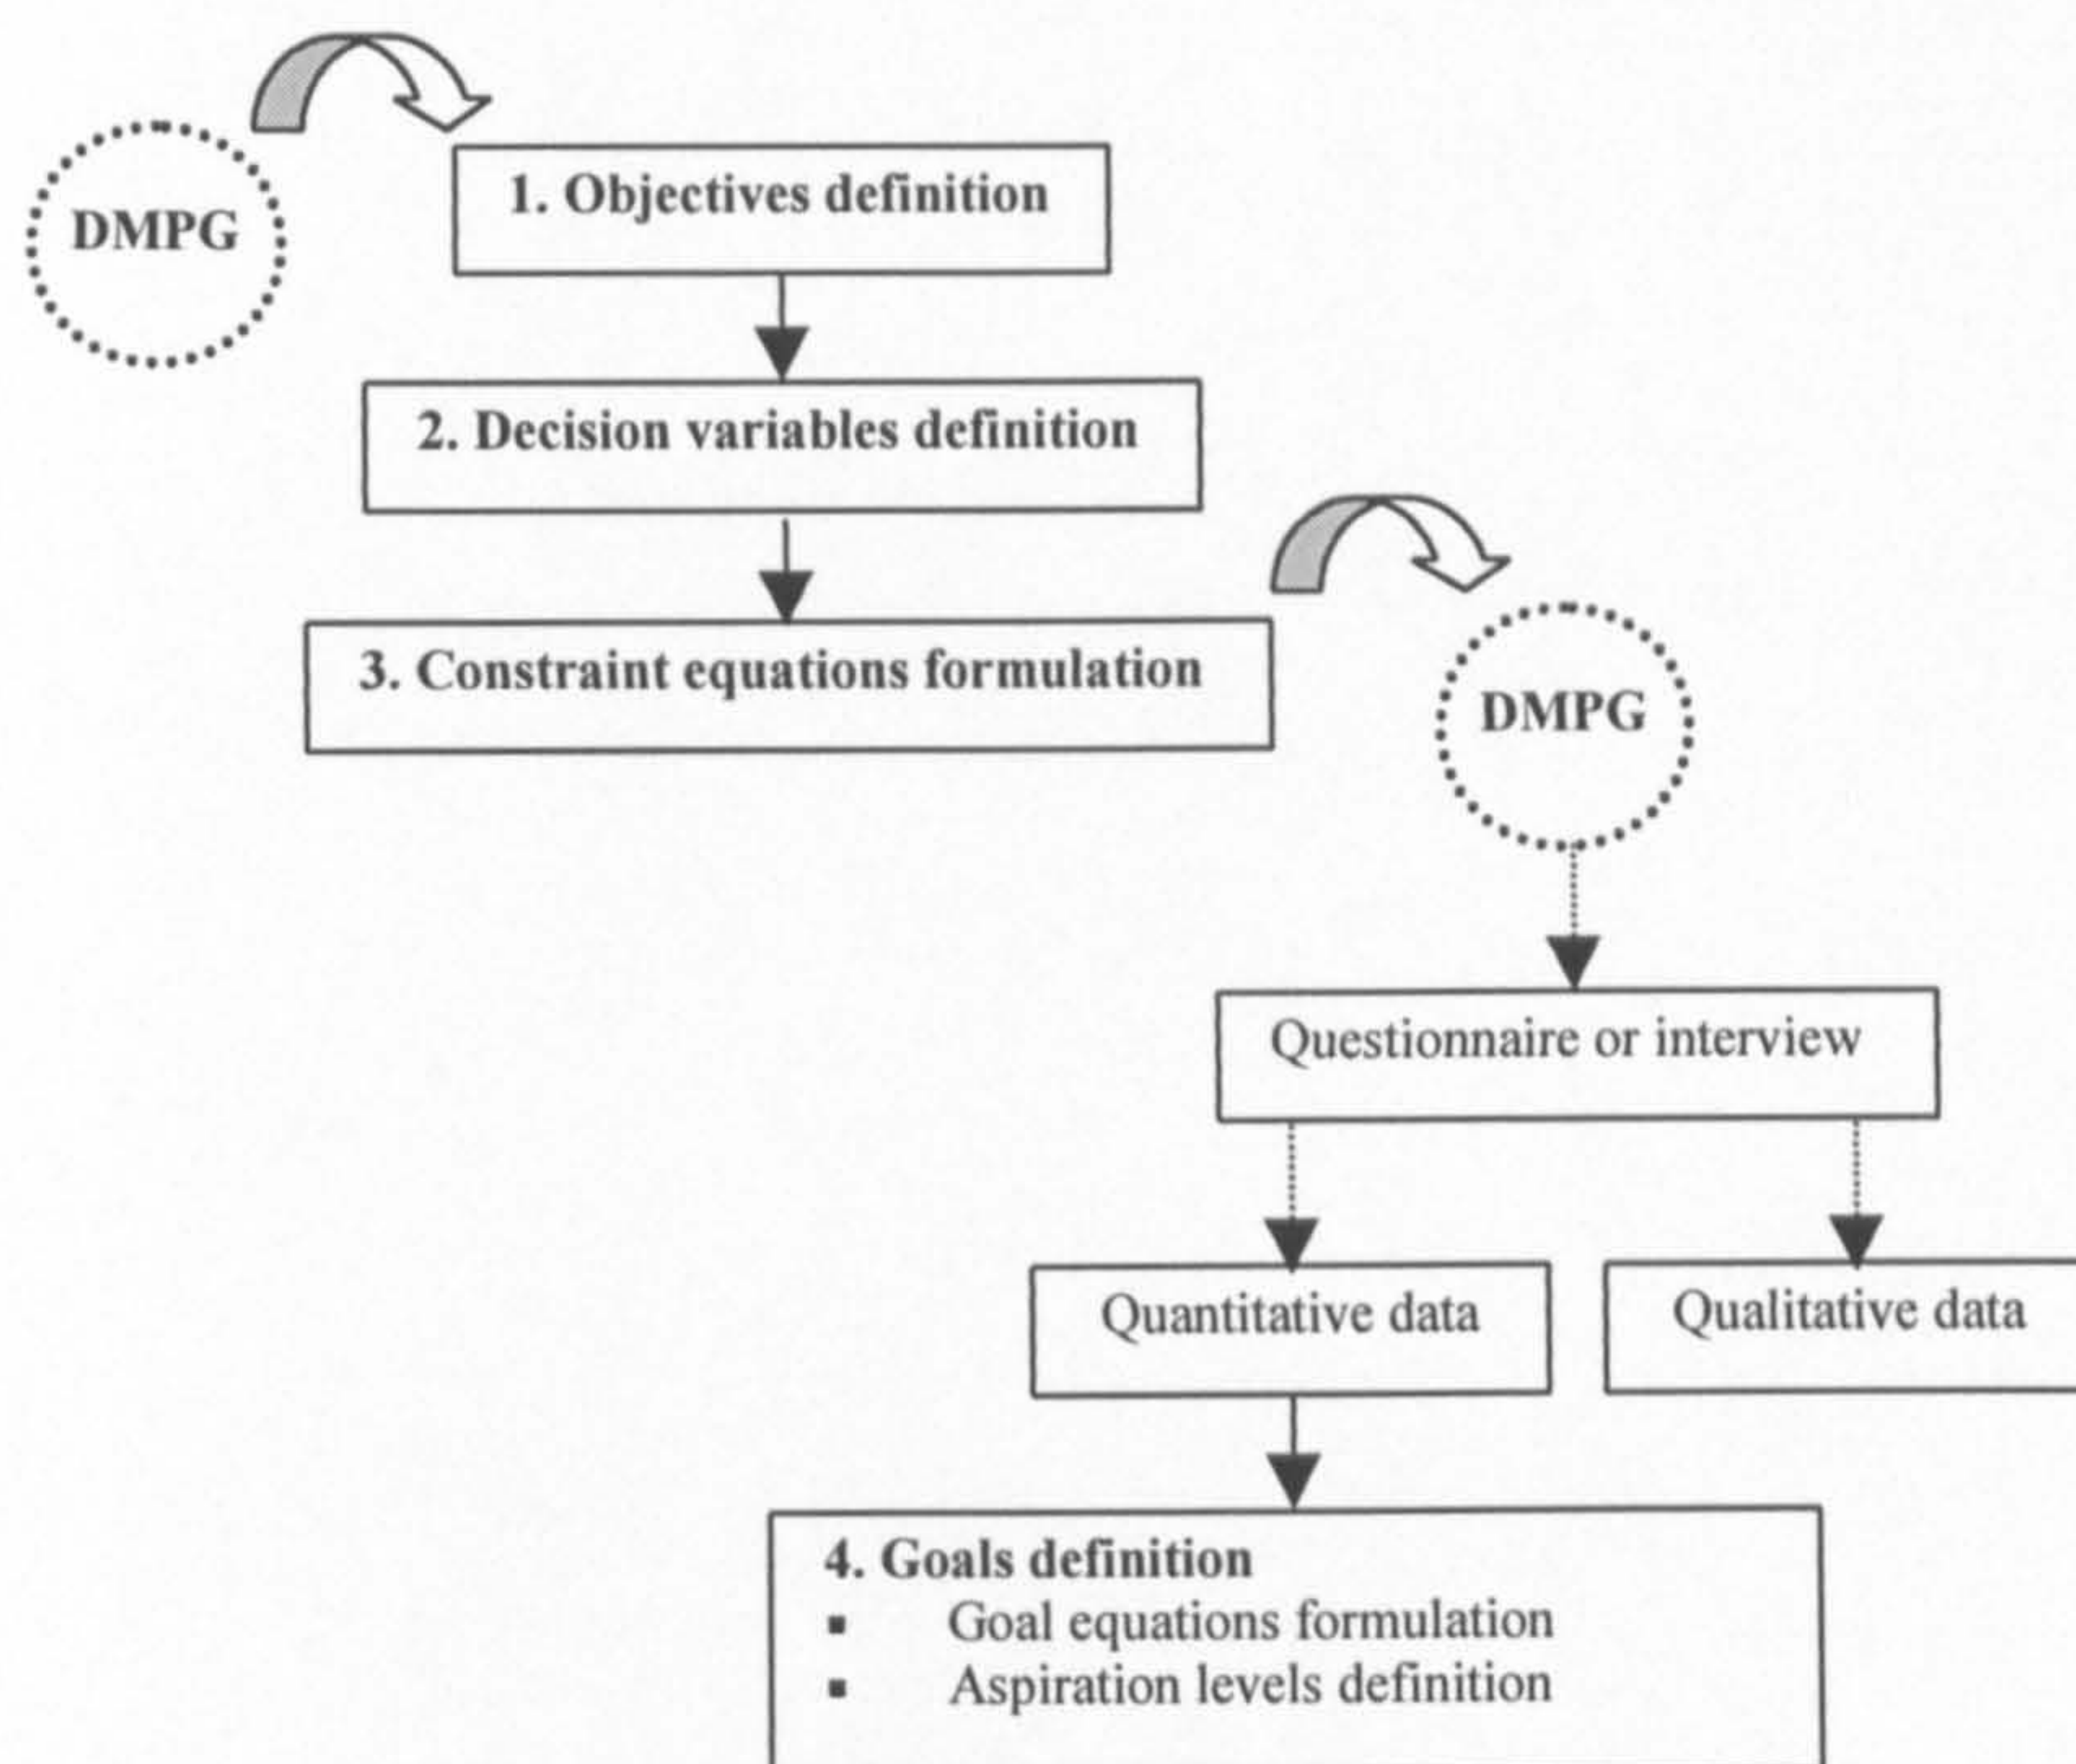 DMPG
1. Objectives definition
2. Decision variables definition
3. Constraint equations formulation
DMPG
Questionnaire or interview
Quantitative data
Qualitative data
4. Goals definition
▪ Goal equations formulation
▪ Aspiration levels definition